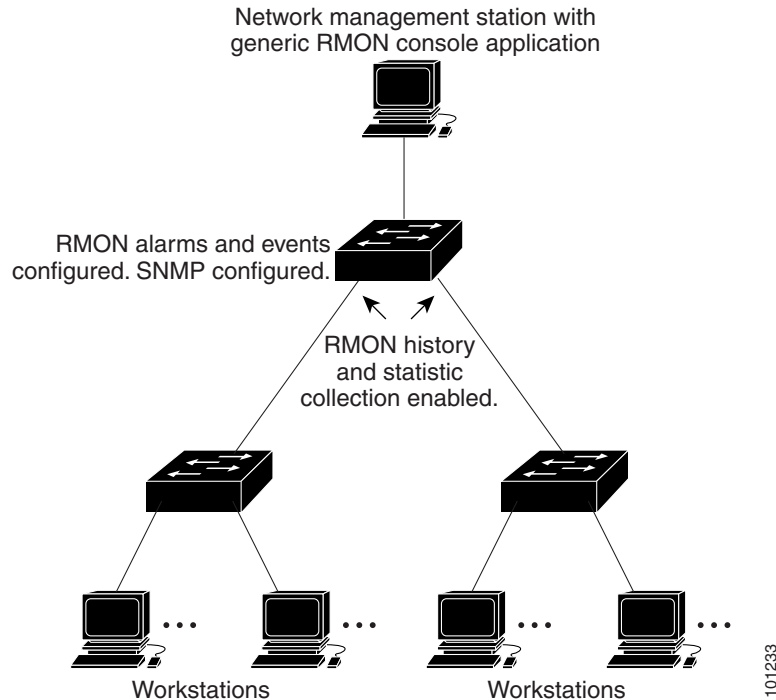 Network management station with
generic RMON console application
RMON alarms and events
configured. SNMP configured.
RMON history
and statistic
collection enabled.
Workstations
Workstations
101233